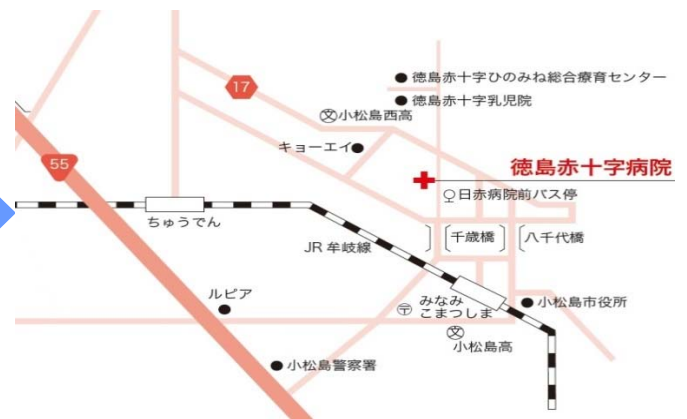 徳島赤十字ひのみね総合療育センター
17
徳島赤十字乳児院
文小松島西高
キョーエイ
55
徳島赤十字病院
日赤病院前バス停
ちゅうでん
JR 牟岐線
千歳橋
八千代橋
ルピア
〒
みなみ
こまつしま
小松島市役所
文
小松島高
小松島警察署